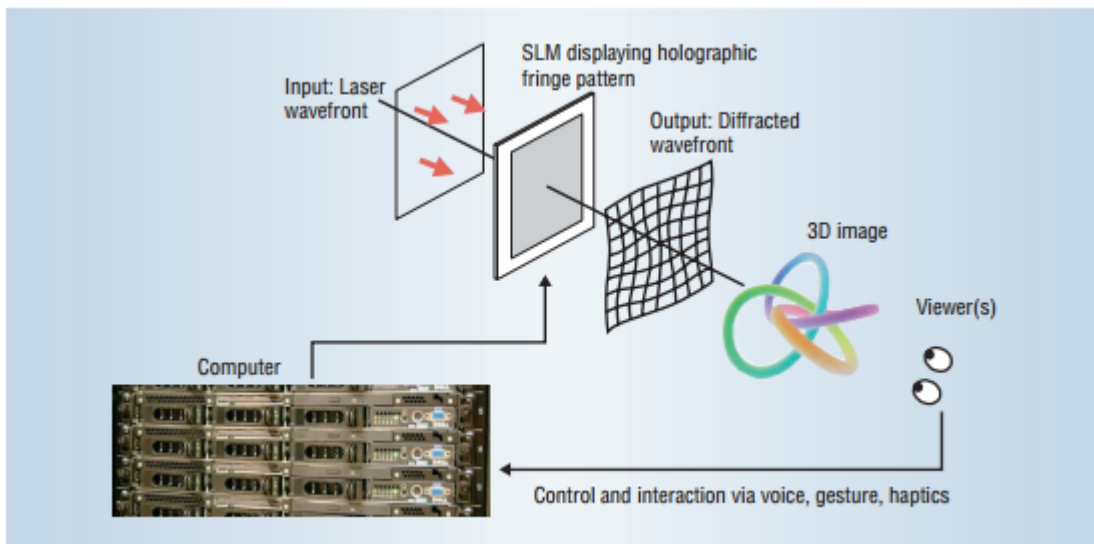 SLM displaying holographic
fringe pattern
Input: Laser
wavefront
Output: Diffracted
wavefront
3D image
Viewer(s)
Computer
Control and interaction via voice, gesture, haptics